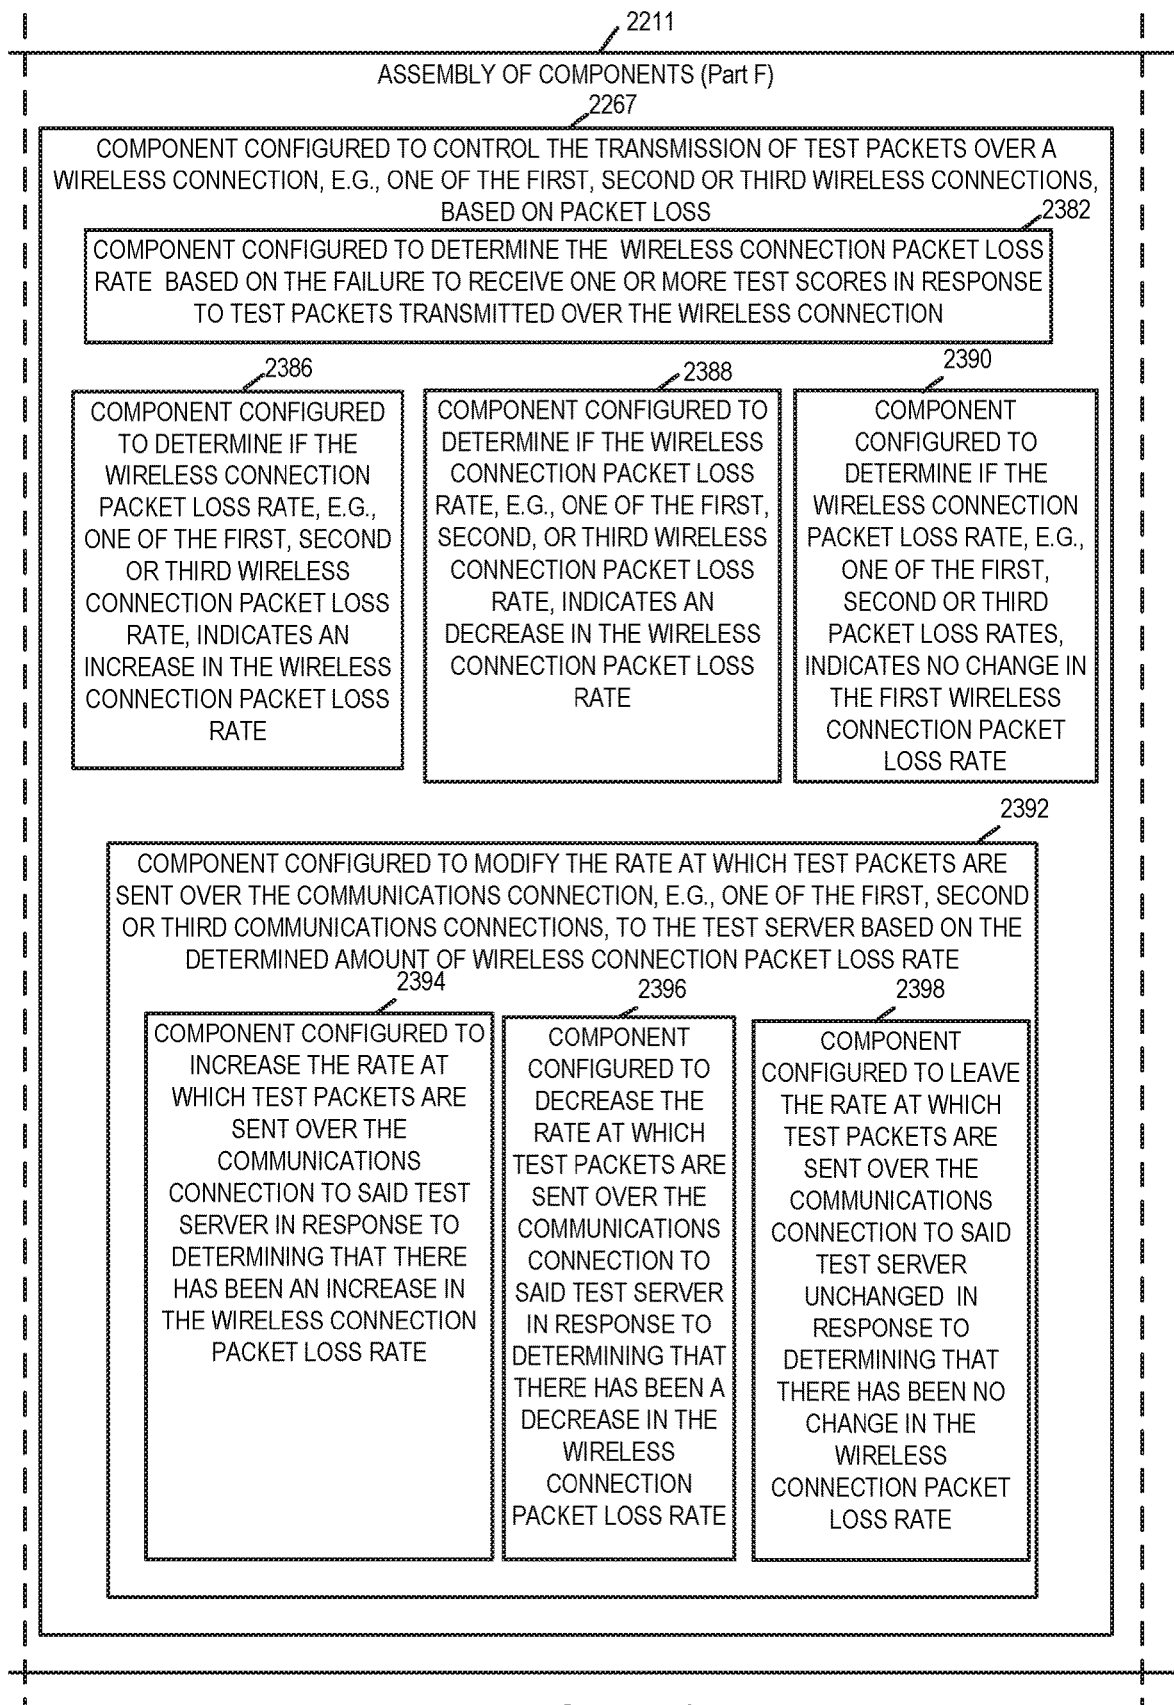 2211
ASSEMBLY OF COMPONENTS (Part F)
2267
COMPONENT CONFIGURED TO CONTROL THE TRANSMISSION OF TEST PACKETS OVER A
WIRELESS CONNECTION, E.G., ONE OF THE FIRST, SECOND OR THIRD WIRELESS CONNECTIONS,
BASED ON PACKET LOSS
2382
COMPONENT CONFIGURED TO DETERMINE THE WIRELESS CONNECTION PACKET LOSS
RATE BASED ON THE FAILURE TO RECEIVE ONE OR MORE TEST SCORES IN RESPONSE
TO TEST PACKETS TRANSMITTED OVER THE WIRELESS CONNECTION
2386
COMPONENT CONFIGURED
TO DETERMINE IF THE
WIRELESS CONNECTION
PACKET LOSS RATE, E.G.,
ONE OF THE FIRST, SECOND
OR THIRD WIRELESS
CONNECTION PACKET LOSS
RATE, INDICATES AN
INCREASE IN THE WIRELESS
CONNECTION PACKET LOSS
RATE
2388
COMPONENT CONFIGURED TO
DETERMINE IF THE WIRELESS
CONNECTION PACKET LOSS
RATE, E.G., ONE OF THE FIRST,
SECOND, OR THIRD WIRELESS
CONNECTION PACKET LOSS
RATE, INDICATES AN
DECREASE IN THE WIRELESS
CONNECTION PACKET LOSS
RATE
2390
COMPONENT
CONFIGURED TO
DETERMINE IF THE
WIRELESS CONNECTION
PACKET LOSS RATE, E.G.,
ONE OF THE FIRST,
SECOND OR THIRD
PACKET LOSS RATES,
INDICATES NO CHANGE IN
THE FIRST WIRELESS
CONNECTION PACKET
LOSS RATE
2392
COMPONENT CONFIGURED TO MODIFY THE RATE AT WHICH TEST PACKETS ARE
SENT OVER THE COMMUNICATIONS CONNECTION, E.G., ONE OF THE FIRST, SECOND
OR THIRD COMMUNICATIONS CONNECTIONS, TO THE TEST SERVER BASED ON THE
DETERMINED AMOUNT OF WIRELESS CONNECTION PACKET LOSS RATE
2394
COMPONENT CONFIGURED TO
INCREASE THE RATE AT
WHICH TEST PACKETS ARE
SENT OVER THE
COMMUNICATIONS
CONNECTION TO SAID TEST
SERVER IN RESPONSE TO
DETERMINING THAT THERE
HAS BEEN AN INCREASE IN
THE WIRELESS CONNECTION
PACKET LOSS RATE
2396
COMPONENT
CONFIGURED TO
DECREASE THE
RATE AT WHICH
TEST PACKETS ARE
SENT OVER THE
COMMUNICATIONS
CONNECTION TO
SAID TEST SERVER
IN RESPONSE TO
DETERMINING THAT
THERE HAS BEEN A
DECREASE IN THE
WIRELESS
CONNECTION
PACKET LOSS RATE
2398
COMPONENT
CONFIGURED TO LEAVE
THE RATE AT WHICH
TEST PACKETS ARE
SENT OVER THE
COMMUNICATIONS
CONNECTION TO SAID
TEST SERVER
UNCHANGED IN
RESPONSE TO
DETERMINING THAT
THERE HAS BEEN NO
CHANGE IN THE
WIRELESS
CONNECTION PACKET
LOSS RATE